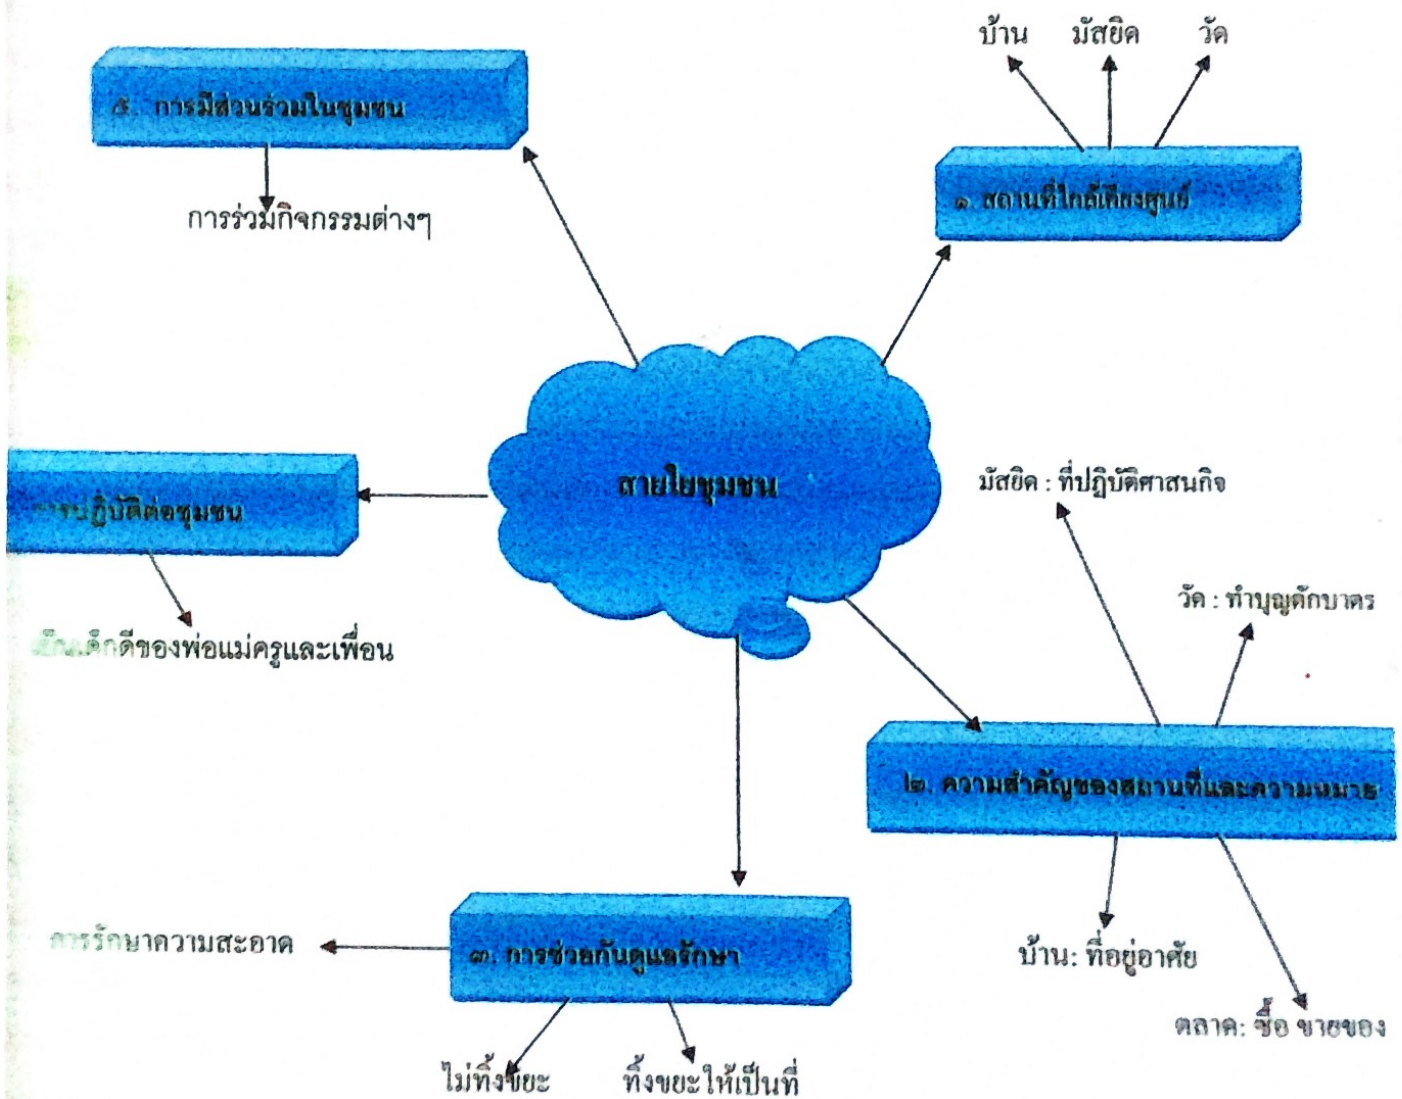 บ้าน มัสยิด วัด
๕. การมีส่วนร่วมในชุมชน
๑. สถานที่ใกล้เคียงศูนย์
การร่วมกิจกรรมต่างๆ
สายใยชุมชน
มัสยิด : ที่ปฏิบัติศาสนกิจ
ปฏิบัติต่อชุมชน
วัด : ทำบุญตักบาตร
เด็กดีของพ่อแม่ครูและเพื่อน
๒. ความสำคัญของสถานที่และความหมาย
การรักษาความสะอาด
๓. การช่วยกันดูแลรักษา
บ้าน: ที่อยู่อาศัย
ตลาด: ซื้อ ขายของ
ไม่ทิ้งขยะ ทิ้งขยะให้เป็นที่